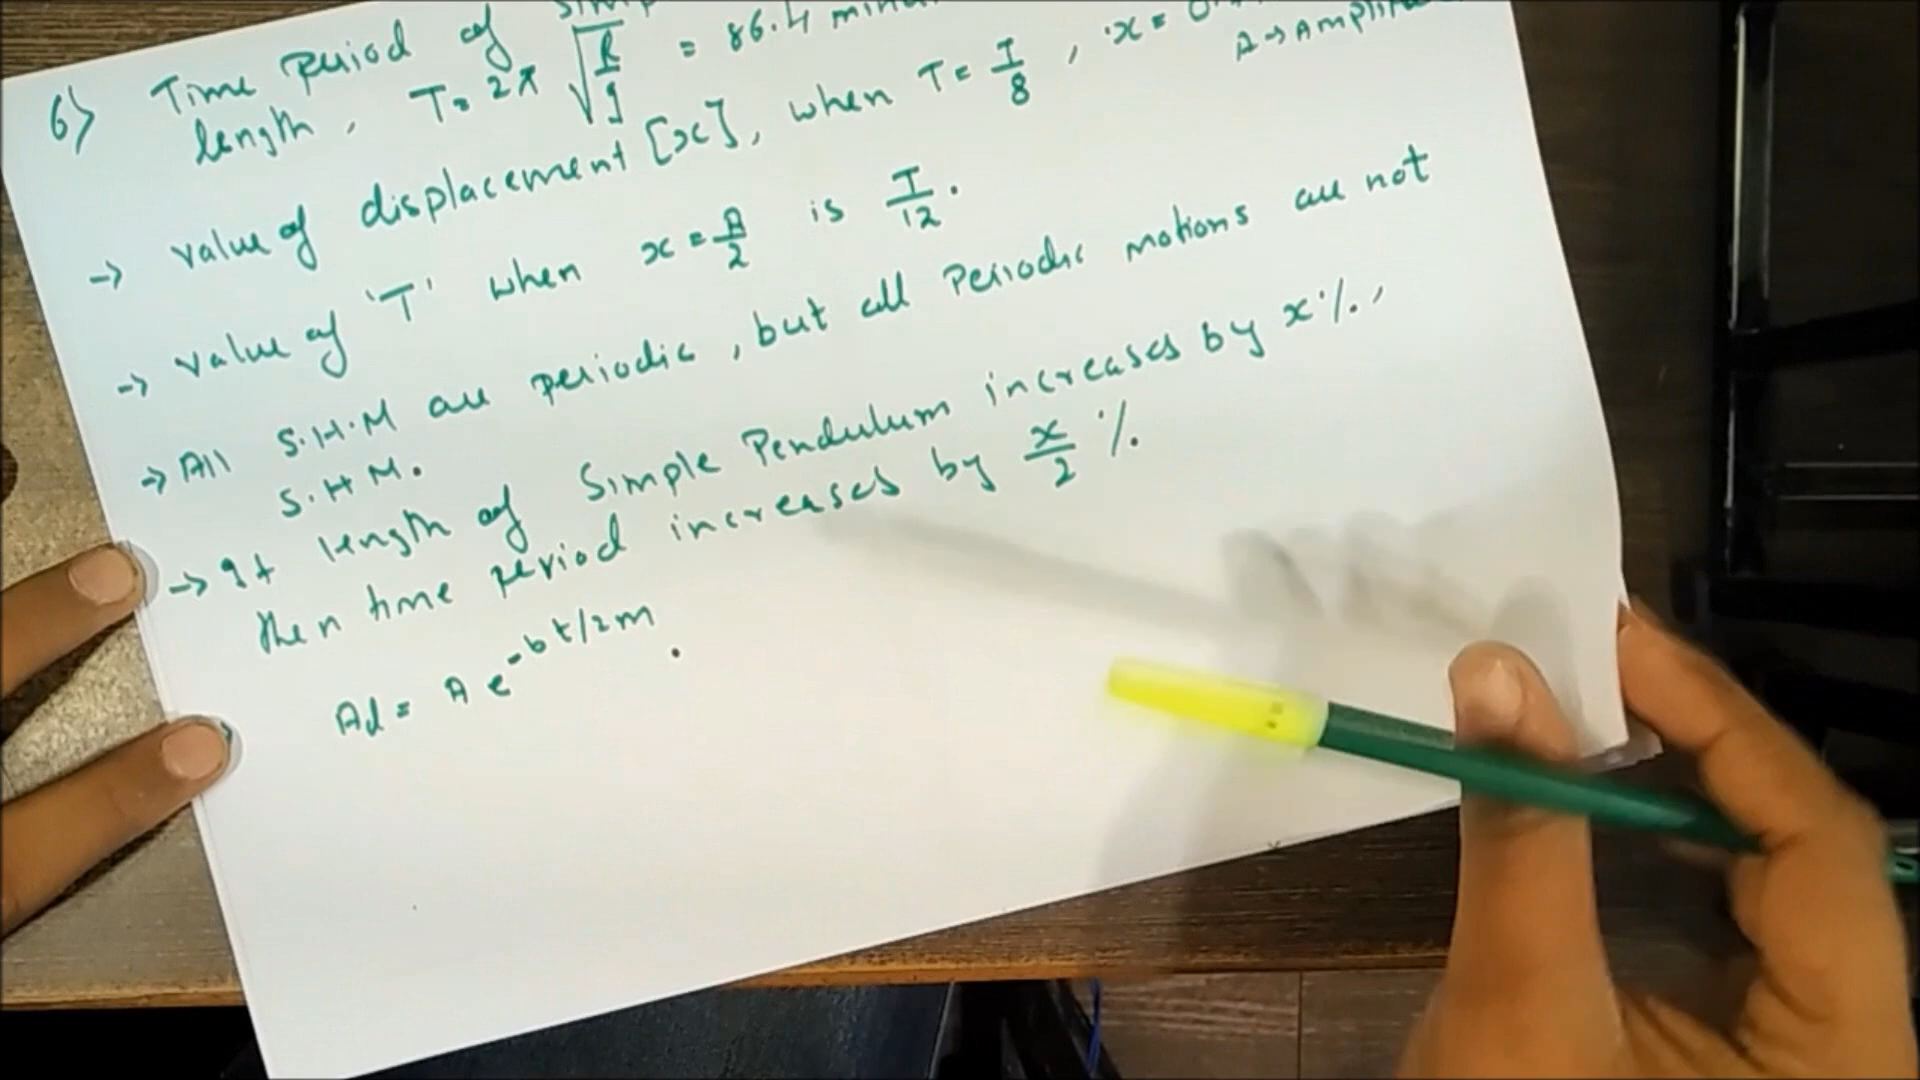 6) Time period of
length, T= 2π √R/g = 86.4
A → Ampli
→ value of displacement [x], when T= T/8, x =
→ value of 'T' when x = A/2 is T/12.
→ All S.H.M are periodic, but all Periodic motions are not
S.H.M.
→ If length of Simple Pendulum increases by x%,
then time period increases by x/2 %.
Ad = A e^-bt/2m.